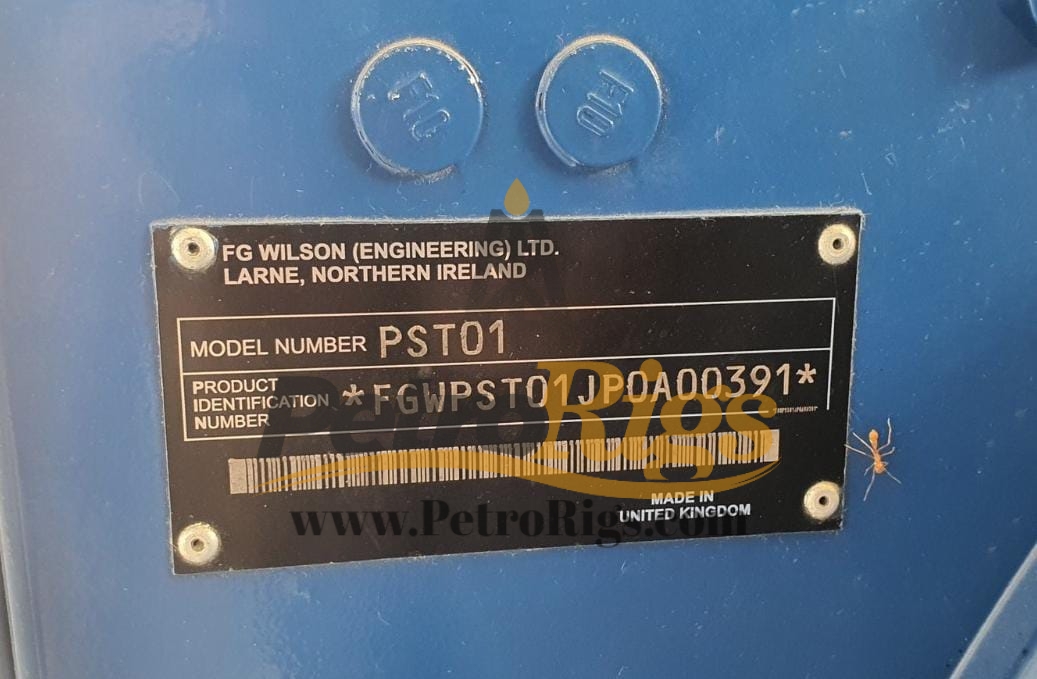 F10
F10
FG WILSON (ENGINEERING) LTD.
LARNE, NORTHERN IRELAND
MODEL NUMBER PST01
PRODUCT IDENTIFICATION NUMBER *FGWPST01JP0A00391*
PetroRigs
www.PetroRigs.com
MADE IN
UNITED KINGDOM